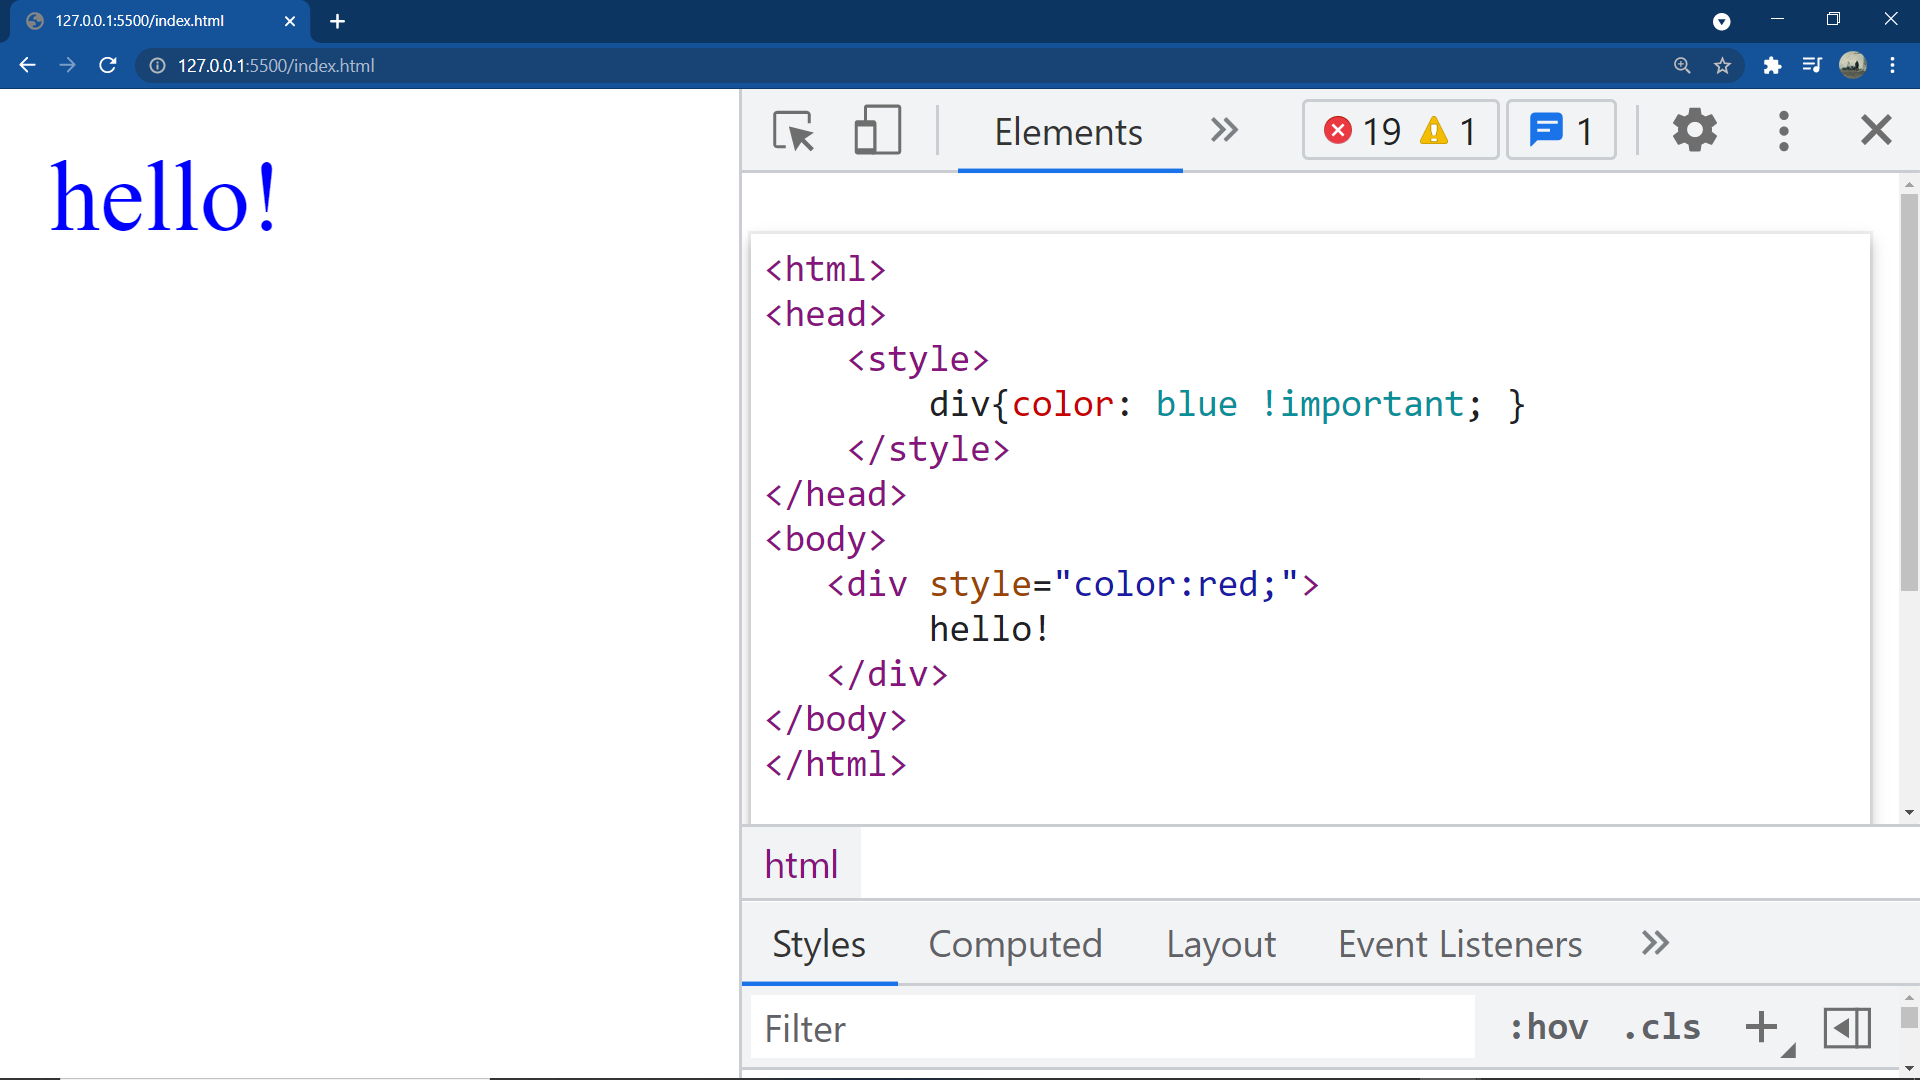 127.0.0.1:5500/index.html
127.0.0.1:5500/index.html
hello!
Elements
19
1
1
<html>
<head>
<style>
div{color: blue !important; }
</style>
</head>
<body>
<div style="color:red;">
hello!
</div>
</body>
</html>
html
Styles Computed Layout Event Listeners
Filter
:hov .cls